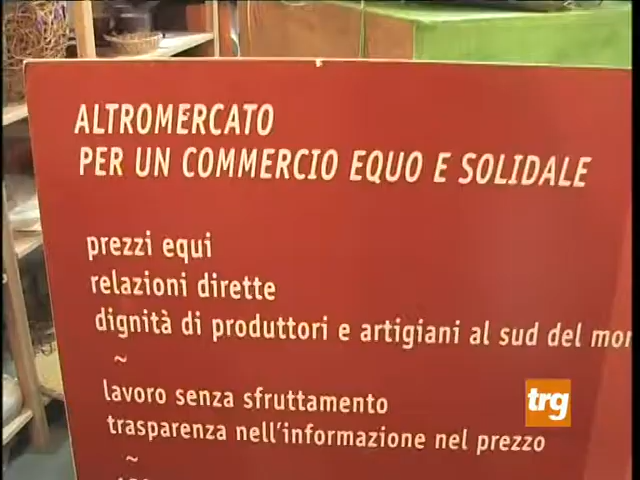 ALTROMERCATO
PER UN COMMERCIO EQUO E SOLIDALE
prezzi equi
relazioni dirette
dignità di produttori e artigiani al sud del mon
~
lavoro senza sfruttamento
trasparenza nell'informazione nel prezzo
~
trg